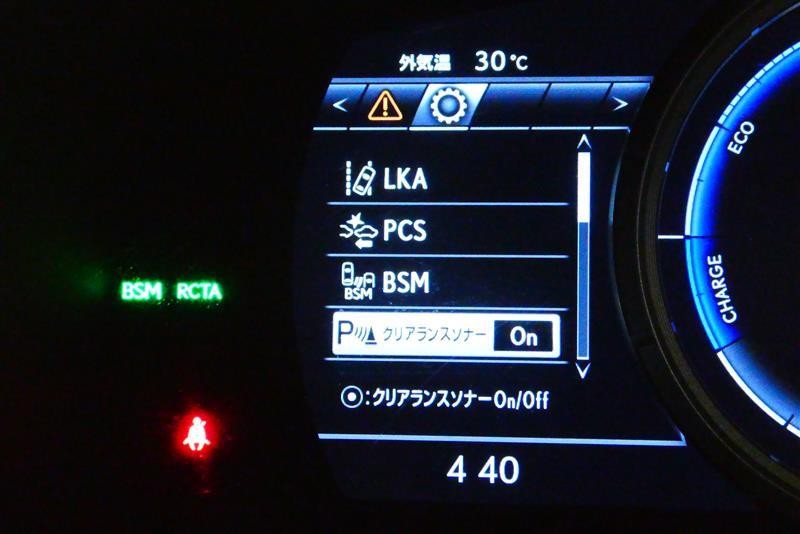 外気温 30℃
< >
LKA
PCS
BSM
BSM
P クリアランスソナー On
◉:クリアランスソナーOn/Off
4 40
BSM RCTA
ECO
CHARGE